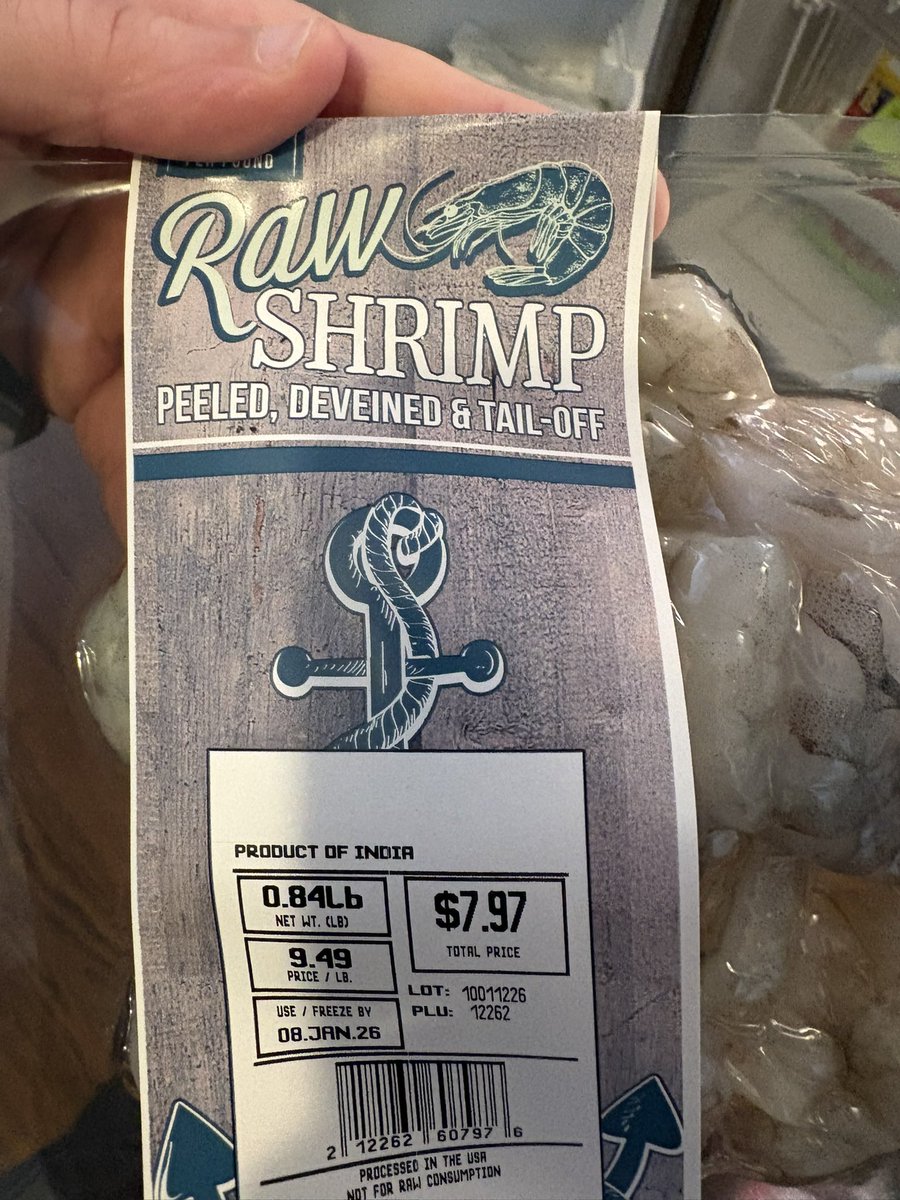 PER POUND
Raw
SHRIMP
PEELED, DEVEINED & TAIL-OFF
PRODUCT OF INDIA
0.84Lb
NET WT. (LB)
$7.97
TOTAL PRICE
9.49
PRICE / LB.
LOT: 10011226
PLU: 12262
USE / FREEZE BY
08.JAN.26
2 12262 60797 6
PROCESSED IN THE USA
NOT FOR RAW CONSUMPTION